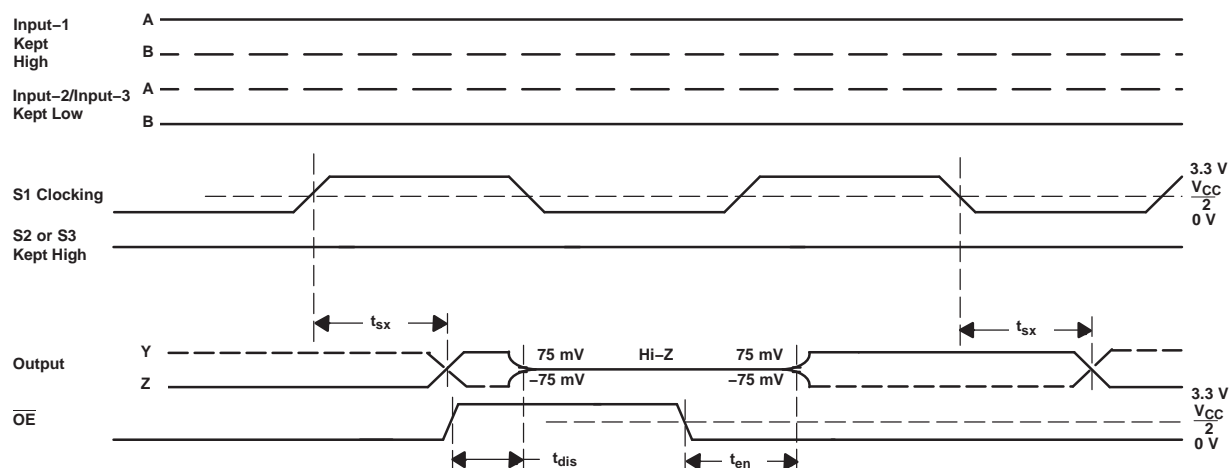 Input–1
Kept
High
A
B
Input–2/Input–3
Kept Low
A
B
S1 Clocking
3.3 V
VCC
2
0 V
S2 or S3
Kept High
tsx
tsx
Output
Y
Z
75 mV
Hi–Z
75 mV
–75 mV
–75 mV
OE
3.3 V
VCC
2
0 V
tdis
ten